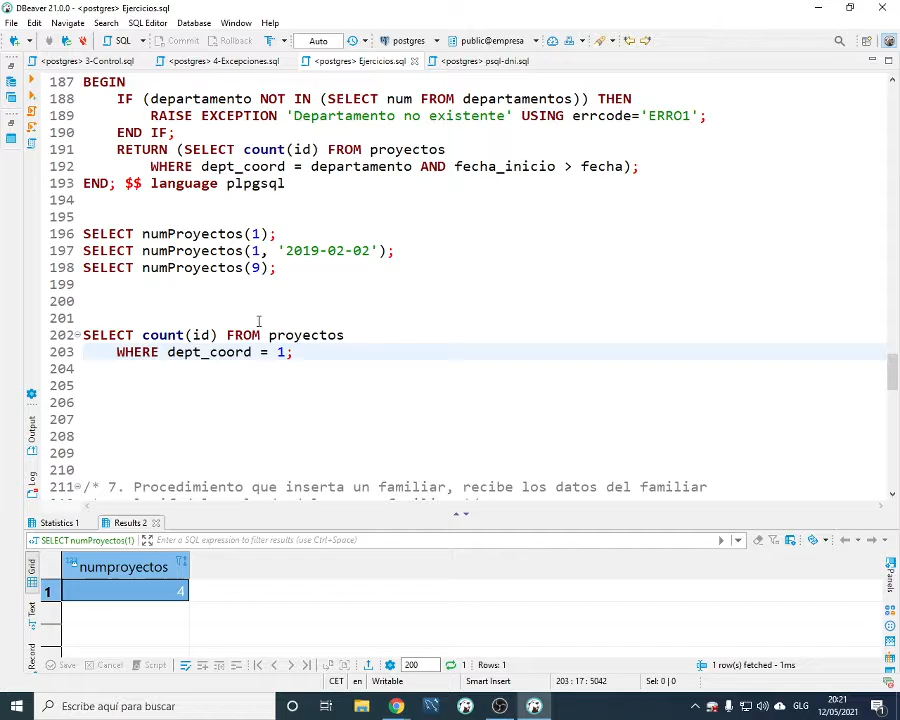 DBeaver 21.0.0 - <postgres> Ejercicios.sql
File Edit Navigate Search SQL Editor Database Window Help
SQL Commit Rollback Auto postgres public@empresa
<postgres> 3-Control.sql <postgres> 4-Excepciones.sql <postgres> Ejercicios.sql <postgres> psql-dni.sql
187 BEGIN
188 IF (departamento NOT IN (SELECT num FROM departamentos)) THEN
189 RAISE EXCEPTION 'Departamento no existente' USING errcode='ERRO1';
190 END IF;
191 RETURN (SELECT count(id) FROM proyectos
192 WHERE dept_coord = departamento AND fecha_inicio > fecha);
193 END; $$ language plpgsql
194
195
196 SELECT numProyectos(1);
197 SELECT numProyectos(1, '2019-02-02');
198 SELECT numProyectos(9);
199
200
201
202 SELECT count(id) FROM proyectos
203 WHERE dept_coord = 1;
204
205
206
207
208
209
210
211 /* 7. Procedimiento que inserta un familiar, recibe los datos del familiar
Output
Log
Statistics 1 Results 2
SELECT numProyectos(1) Enter a SQL expression to filter results (use Ctrl+Space)
Grid
Text
Record
Panels
123 numproyectos
1 4
Save Cancel Script 200 1 Rows: 1 1 row(s) fetched - 1ms
CET en Writable Smart Insert 203 : 17 : 5042 Sel: 0 | 0
Escribe aquí para buscar
GLG
20:21
12/05/2021
1